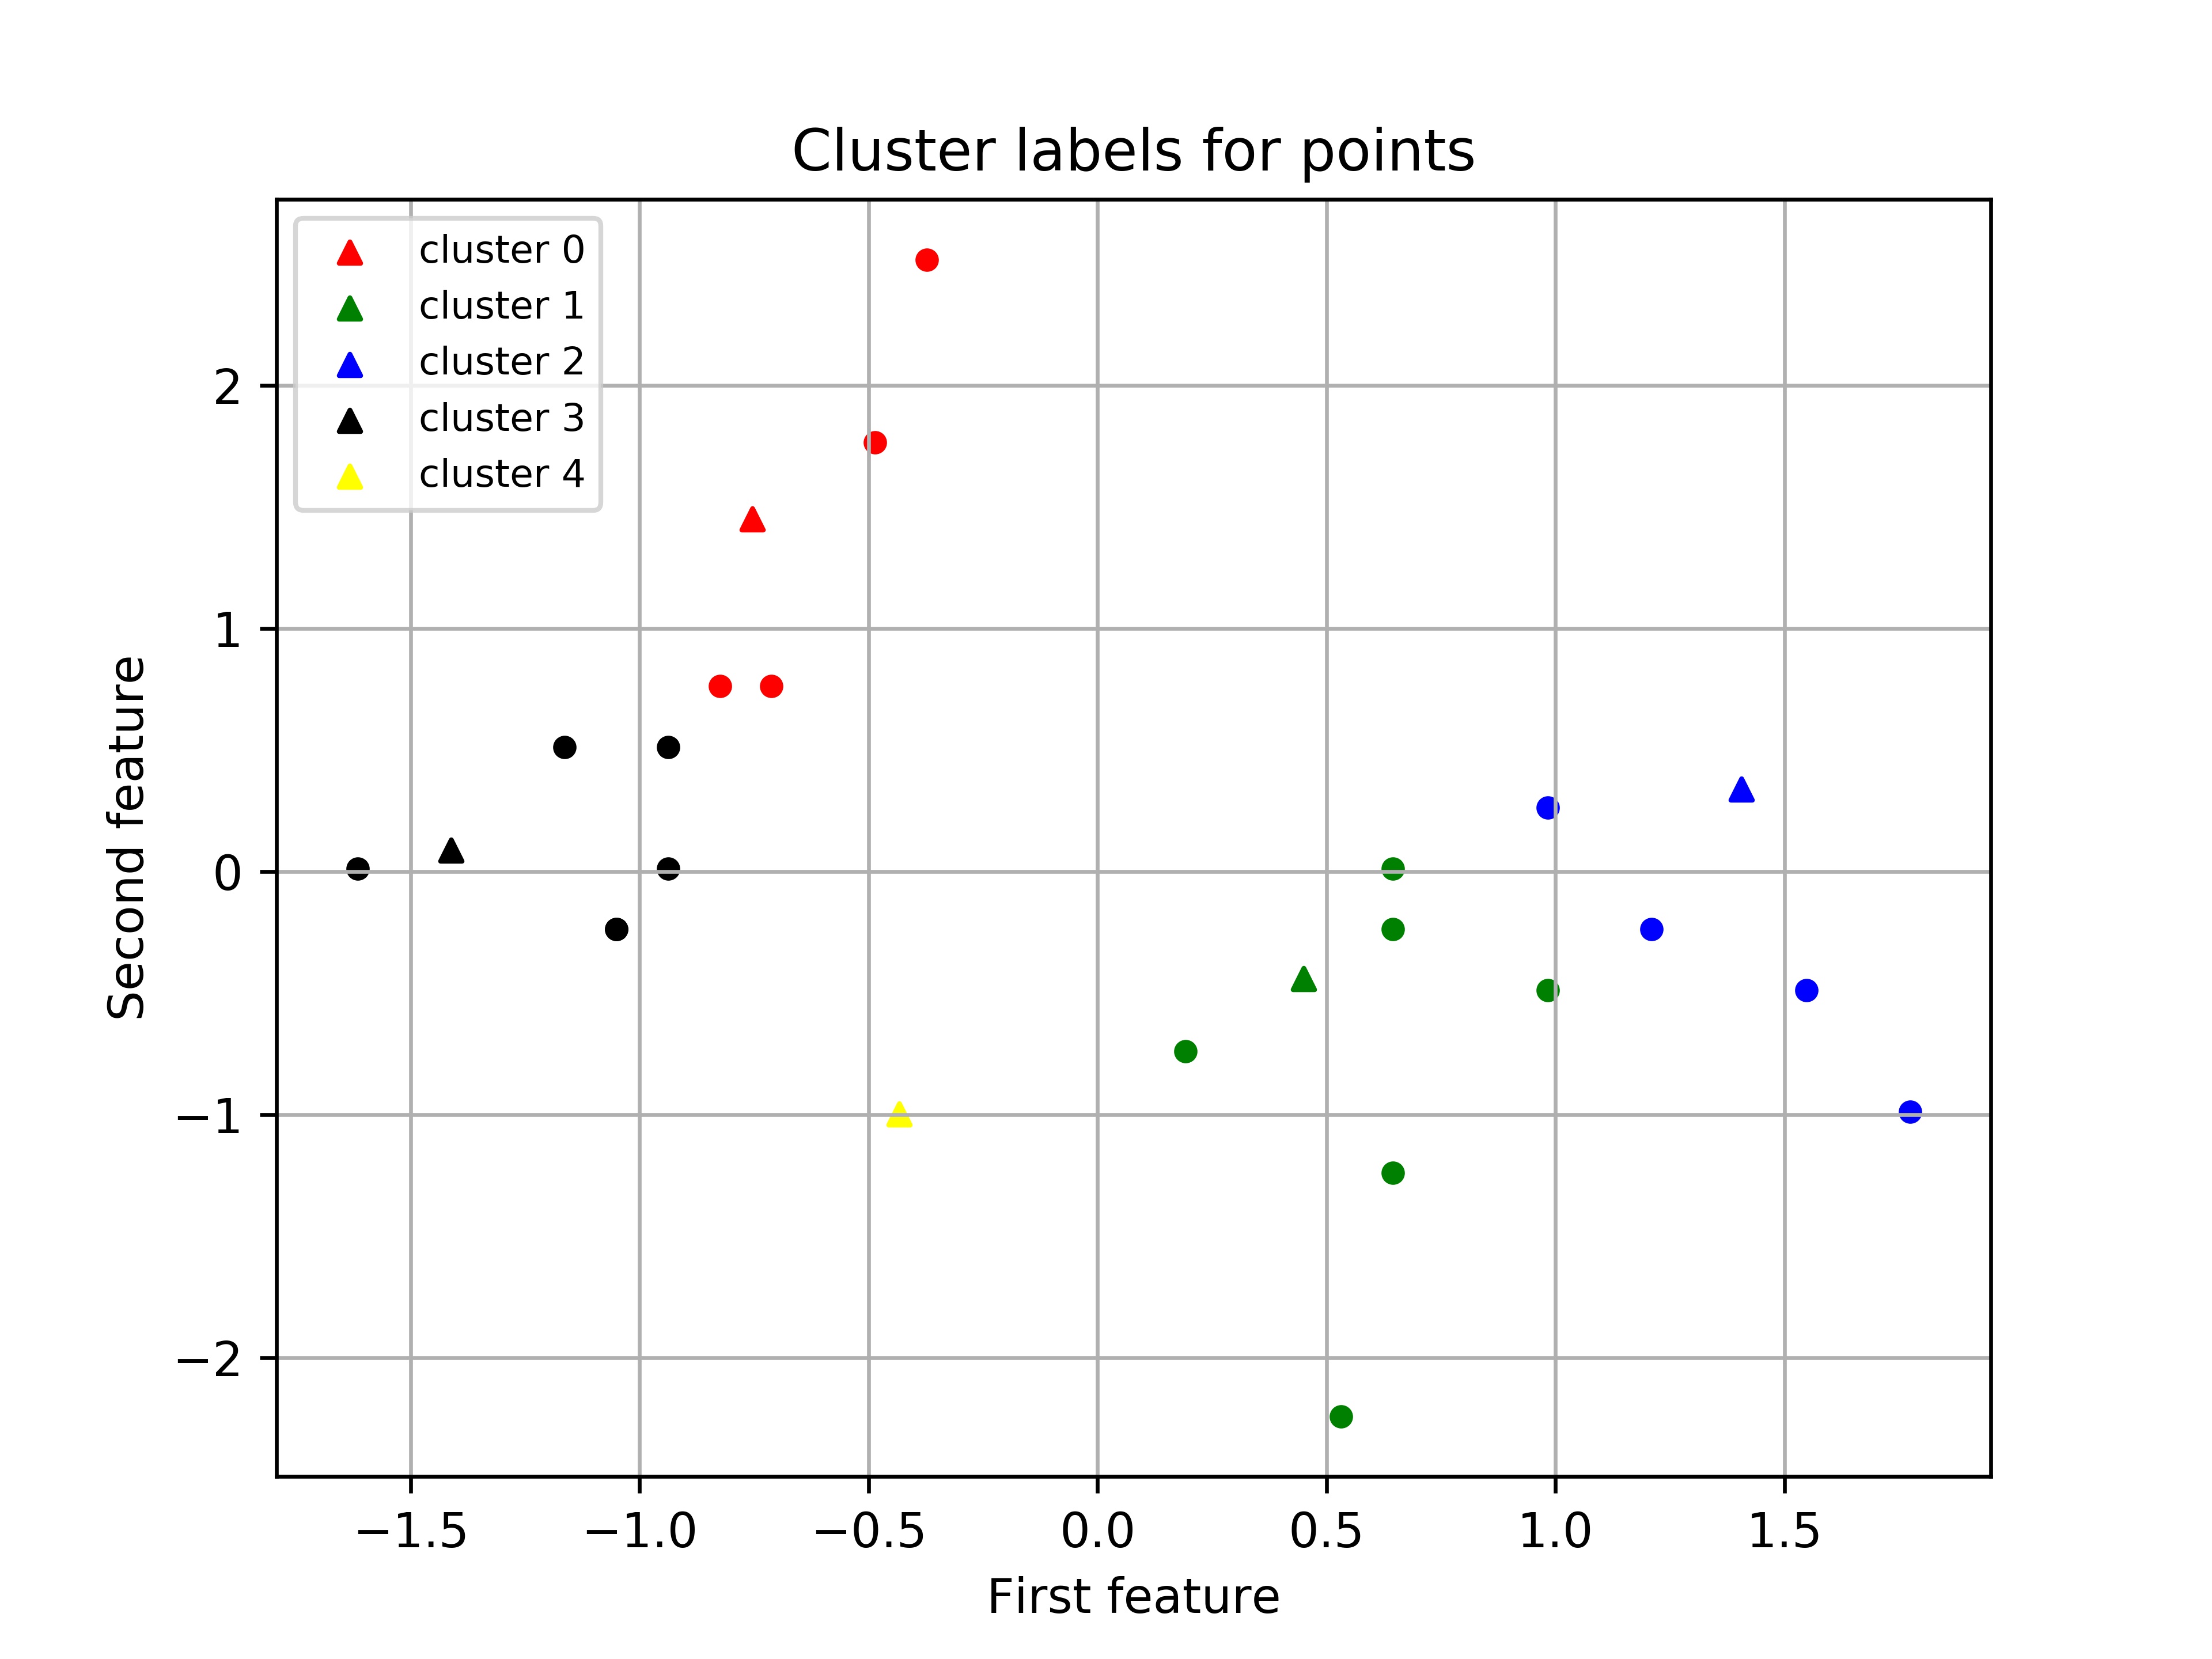 Cluster labels for points
cluster 0
cluster 1
cluster 2
cluster 3
cluster 4
2
1
0
−1
−2
Second feature
−1.5
−1.0
−0.5
0.0
0.5
1.0
1.5
First feature